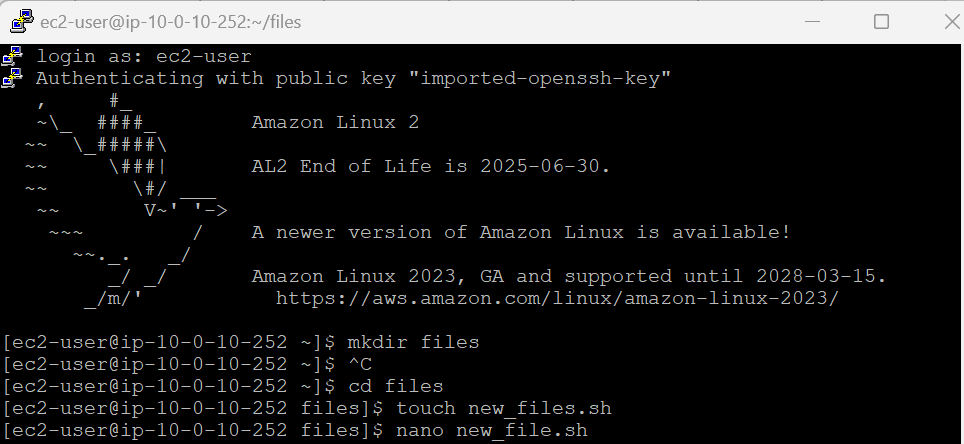 ec2-user@ip-10-0-10-252:~/files
login as: ec2-user
Authenticating with public key "imported-openssh-key"
   ,     #_
   ~\_  ####_        Amazon Linux 2
  ~~  \_#####\
  ~~     \###|       AL2 End of Life is 2025-06-30.
  ~~       \#/ ___
   ~~       V~' '->
    ~~~         /    A newer version of Amazon Linux is available!
      ~~._.   _/
         _/ _/       Amazon Linux 2023, GA and supported until 2028-03-15.
       _/m/'           https://aws.amazon.com/linux/amazon-linux-2023/
[ec2-user@ip-10-0-10-252 ~]$ mkdir files
[ec2-user@ip-10-0-10-252 ~]$ ^C
[ec2-user@ip-10-0-10-252 ~]$ cd files
[ec2-user@ip-10-0-10-252 files]$ touch new_files.sh
[ec2-user@ip-10-0-10-252 files]$ nano new_file.sh